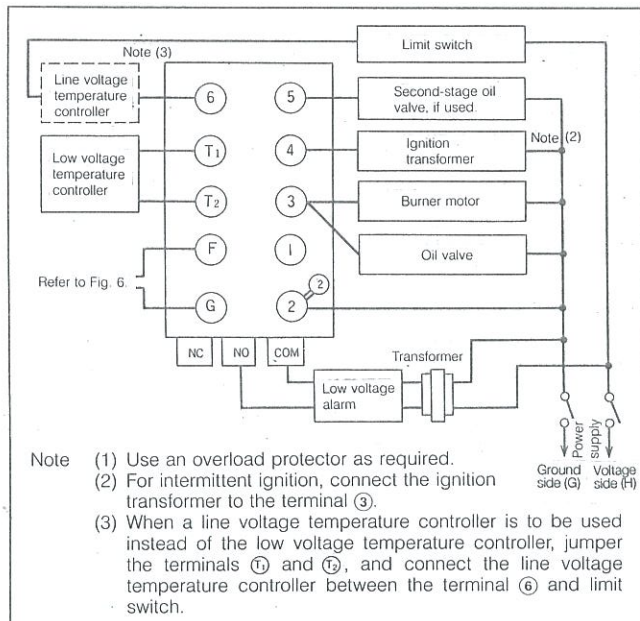 Limit switch
Note (3)
Line voltage
temperature
controller
6
5
Second-stage oil
valve, if used.
Low voltage
temperature
controller
T1
4
Ignition
transformer
Note (2)
T2
3
Burner motor
F
1
Oil valve
Refer to Fig. 6.
G
2
2
NC
NO
COM
Transformer
Low voltage
alarm
Power
supply
Ground
side (G)
Voltage
side (H)
Note (1) Use an overload protector as required.
(2) For intermittent ignition, connect the ignition
transformer to the terminal ③.
(3) When a line voltage temperature controller is to be used
instead of the low voltage temperature controller, jumper
the terminals T1 and T2, and connect the line voltage
temperature controller between the terminal ⑥ and limit
switch.